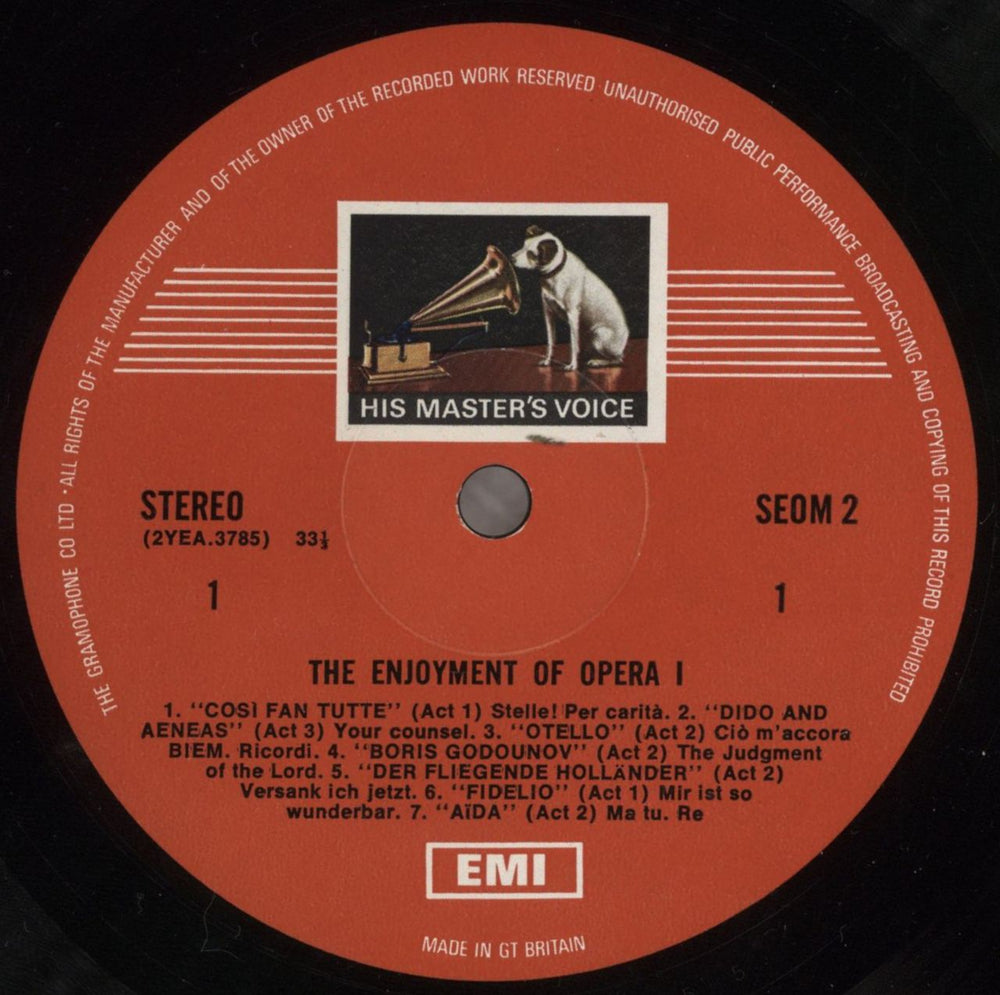 THE GRAMOPHONE CO LTD · ALL RIGHTS OF THE MANUFACTURER AND OF THE OWNER OF THE RECORDED WORK RESERVED · UNAUTHORISED PUBLIC PERFORMANCE BROADCASTING AND COPYING OF THIS RECORD PROHIBITED
HIS MASTER'S VOICE
STEREO
SEOM 2
(2YEA.3785) 33⅓
1
1
THE ENJOYMENT OF OPERA I
1. "COSÌ FAN TUTTE" (Act 1) Stelle! Per carità. 2. "DIDO AND
AENEAS" (Act 3) Your counsel. 3. "OTELLO" (Act 2) Ciò m'accora
BIEM. Ricordi. 4. "BORIS GODOUNOV" (Act 2) The Judgment
of the Lord. 5. "DER FLIEGENDE HOLLÄNDER" (Act 2)
Versank ich jetzt. 6. "FIDELIO" (Act 1) Mir ist so
wunderbar. 7. "AïDA" (Act 2) Ma tu. Re
EMI
MADE IN GT BRITAIN